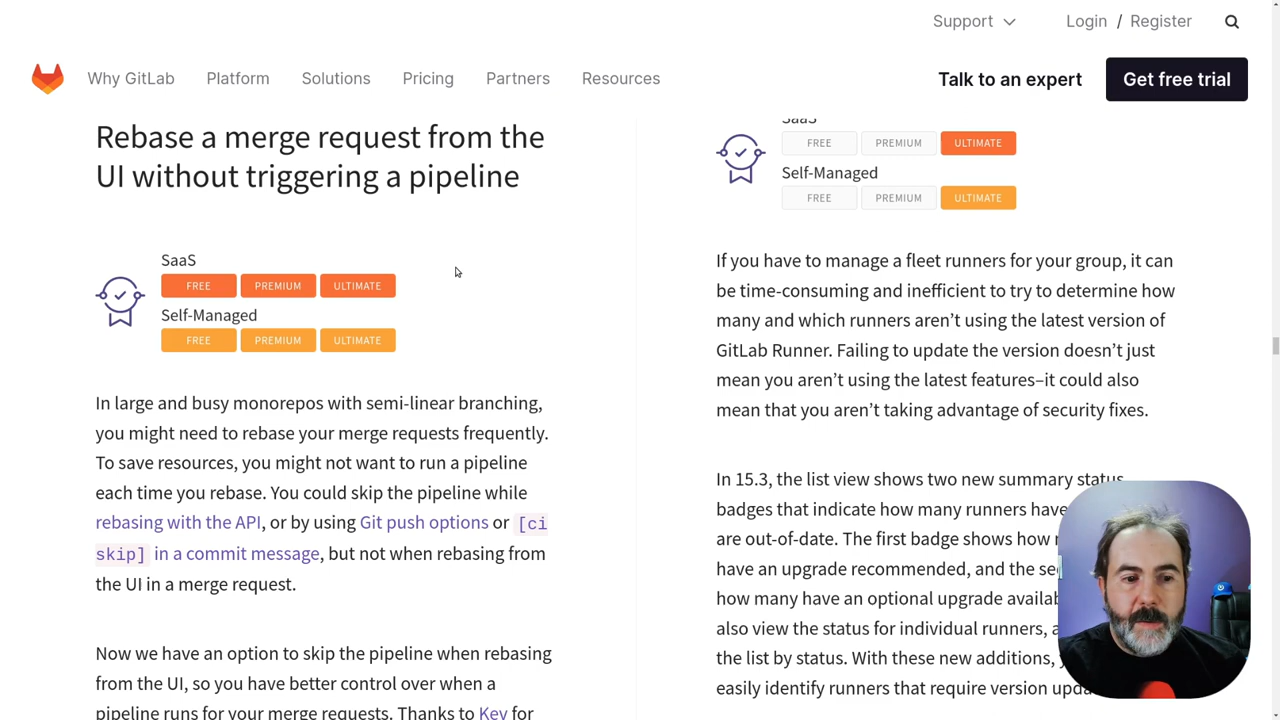 Support
Login / Register
Why GitLab
Platform
Solutions
Pricing
Partners
Resources
Talk to an expert
Get free trial
Rebase a merge request from the
UI without triggering a pipeline
SaaS
FREE
PREMIUM
ULTIMATE
Self-Managed
FREE
PREMIUM
ULTIMATE
In large and busy monorepos with semi-linear branching,
you might need to rebase your merge requests frequently.
To save resources, you might not want to run a pipeline
each time you rebase. You could skip the pipeline while
rebasing with the API, or by using Git push options or [ci
skip] in a commit message, but not when rebasing from
the UI in a merge request.
Now we have an option to skip the pipeline when rebasing
from the UI, so you have better control over when a
pipeline runs for your merge requests. Thanks to Kev for
SaaS
FREE
PREMIUM
ULTIMATE
Self-Managed
FREE
PREMIUM
ULTIMATE
If you have to manage a fleet runners for your group, it can
be time-consuming and inefficient to try to determine how
many and which runners aren’t using the latest version of
GitLab Runner. Failing to update the version doesn’t just
mean you aren’t using the latest features–it could also
mean that you aren’t taking advantage of security fixes.
In 15.3, the list view shows two new summary status
badges that indicate how many runners have
are out-of-date. The first badge shows how
have an upgrade recommended, and the
how many have an optional upgrade
also view the status for individual runners,
the list by status. With these new additions,
easily identify runners that require version